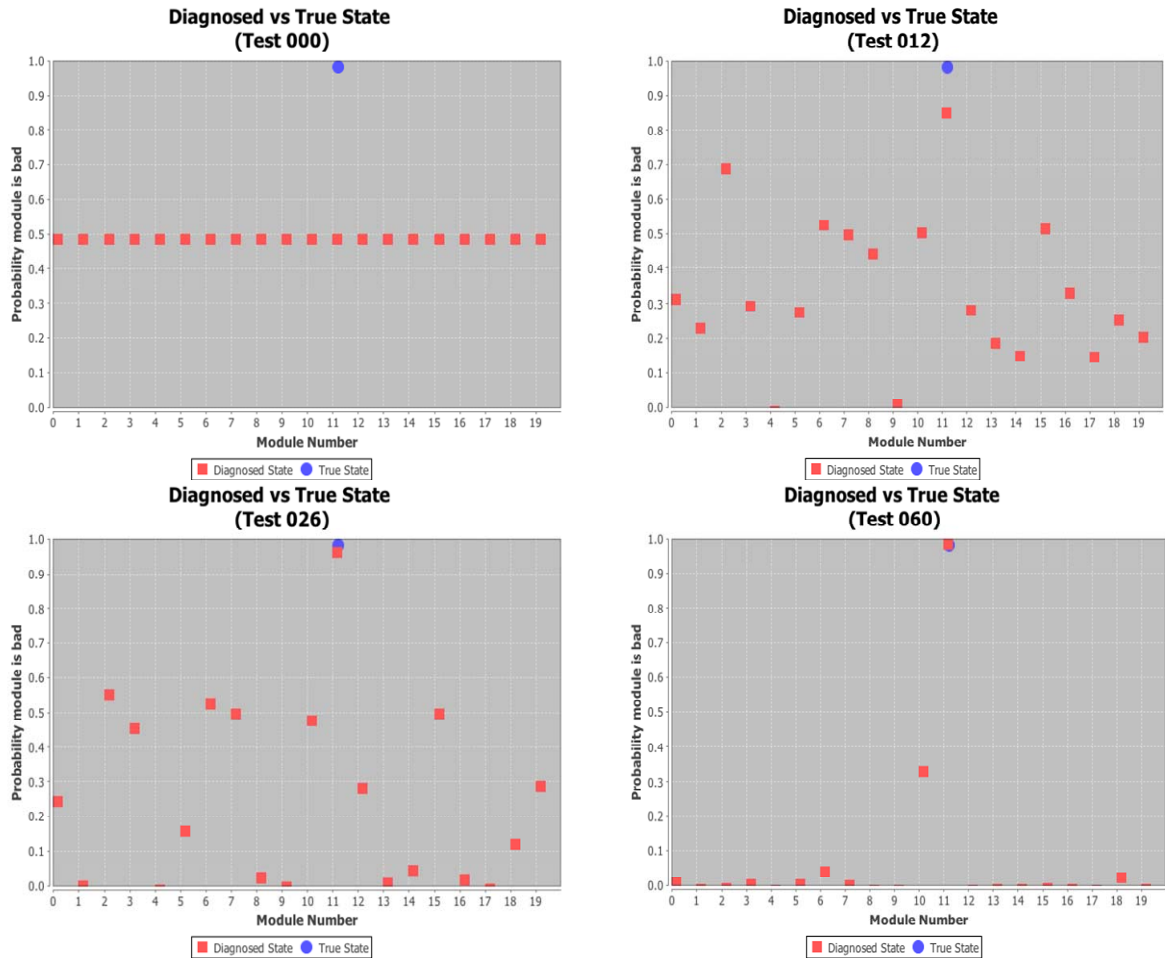 Diagnosed vs True State
(Test 000)
1.0
0.9
0.8
0.7
0.6
0.5
0.4
0.3
0.2
0.1
0.0
Probability module is bad
0 1 2 3 4 5 6 7 8 9 10 11 12 13 14 15 16 17 18 19
Module Number
Diagnosed State True State
Diagnosed vs True State
(Test 012)
1.0
0.9
0.8
0.7
0.6
0.5
0.4
0.3
0.2
0.1
0.0
Probability module is bad
0 1 2 3 4 5 6 7 8 9 10 11 12 13 14 15 16 17 18 19
Module Number
Diagnosed State True State
Diagnosed vs True State
(Test 026)
1.0
0.9
0.8
0.7
0.6
0.5
0.4
0.3
0.2
0.1
0.0
Probability module is bad
0 1 2 3 4 5 6 7 8 9 10 11 12 13 14 15 16 17 18 19
Module Number
Diagnosed State True State
Diagnosed vs True State
(Test 060)
1.0
0.9
0.8
0.7
0.6
0.5
0.4
0.3
0.2
0.1
0.0
Probability module is bad
0 1 2 3 4 5 6 7 8 9 10 11 12 13 14 15 16 17 18 19
Module Number
Diagnosed State True State